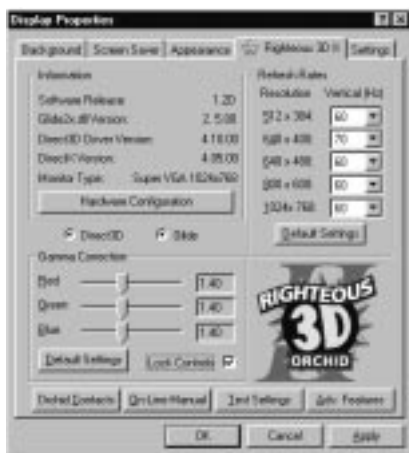 Display Properties
Background
Screen Saver
Appearance
Righteous 3D II
Settings
Information
Software Release: 1.20
Glide2x.dll Version: 2.5.00
Direct3D Driver Version: 4.10.00
DirectX Version: 4.05.00
Monitor Type: Super VGA 1024x768
Hardware Configuration
Direct3D
Glide
Refresh Rates
Resolution Vertical (Hz)
512 x 384 60
640 x 400 70
640 x 480 60
800 x 600 60
1024x 768 60
Default Settings
Gamma Correction
Red 1.40
Green 1.40
Blue 1.40
Default Settings
Lock Controls
RIGHTEOUS
3D
ORCHID
Orchid Contacts
On-Line Manual
Test Settings
Adv. Features
OK
Cancel
Apply